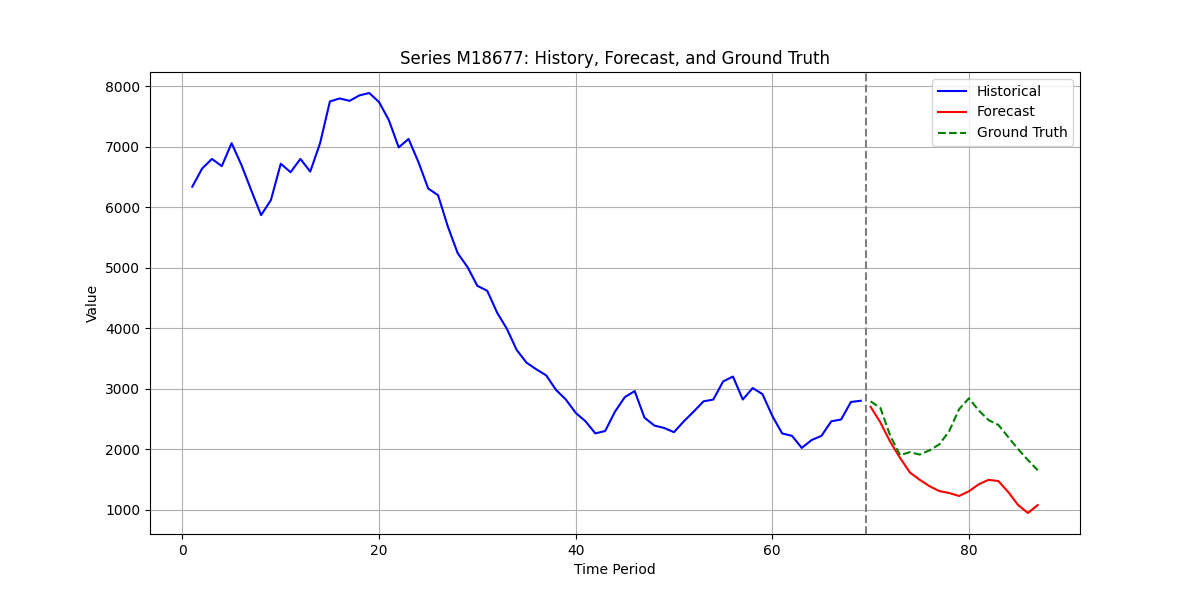 Series M18677: History, Forecast, and Ground Truth
Historical
Forecast
Ground Truth
Value
8000
7000
6000
5000
4000
3000
2000
1000
0
20
40
60
80
Time Period